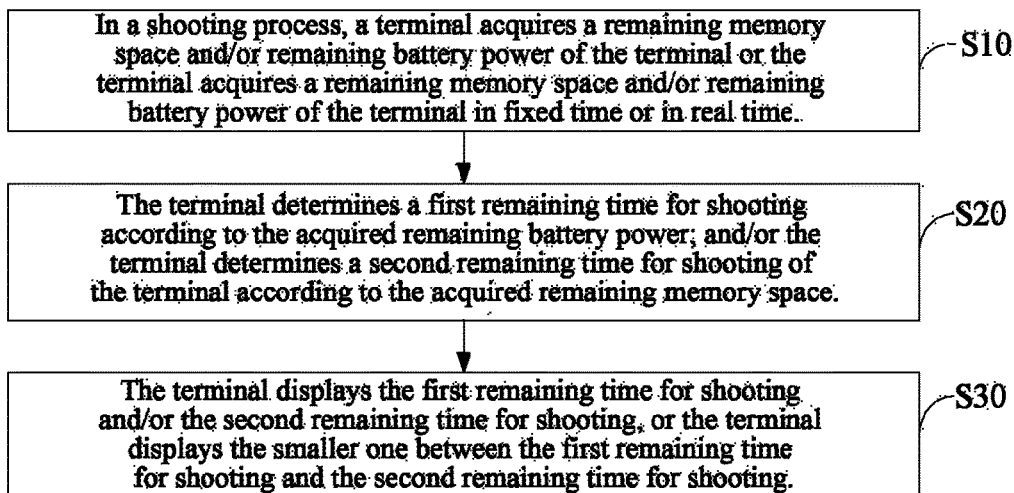 In a shooting process, a terminal acquires a remaining memory
space and/or remaining battery power of the terminal or the
terminal acquires a remaining memory space and/or remaining
battery power of the terminal in fixed time or in real time.
S10
The terminal determines a first remaining time for shooting
according to the acquired remaining battery power; and/or the
terminal determines a second remaining time for shooting of
the terminal according to the acquired remaining memory space.
S20
The terminal displays the first remaining time for shooting
and/or the second remaining time for shooting, or the terminal
displays the smaller one between the first remaining time
for shooting and the second remaining time for shooting.
S30